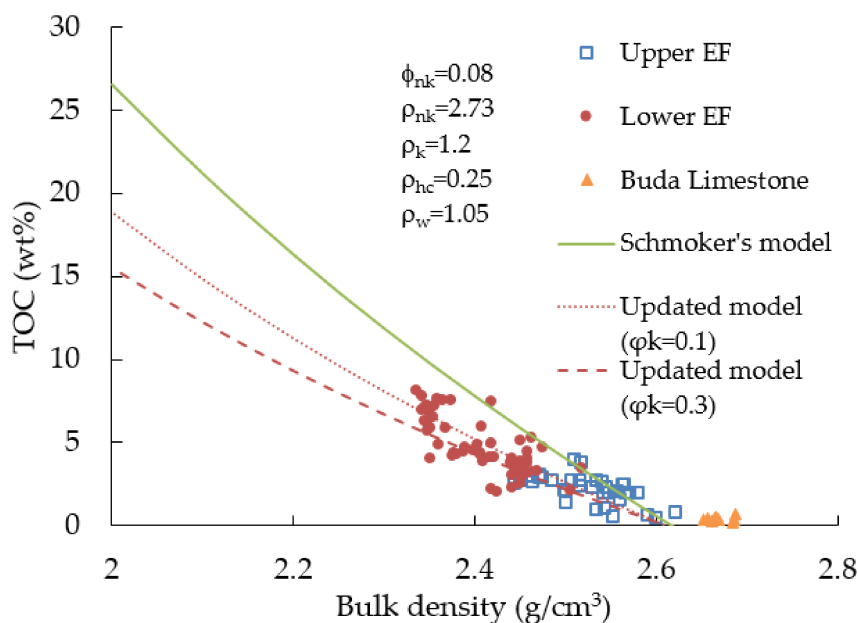 30
25
20
15
10
5
0
TOC (wt%)
2
2.2
2.4
2.6
2.8
Bulk density (g/cm³)
ϕnk=0.08
ρnk=2.73
ρk=1.2
ρhc=0.25
ρw=1.05
Upper EF
Lower EF
Buda Limestone
Schmoker's model
Updated model
(φk=0.1)
Updated model
(φk=0.3)